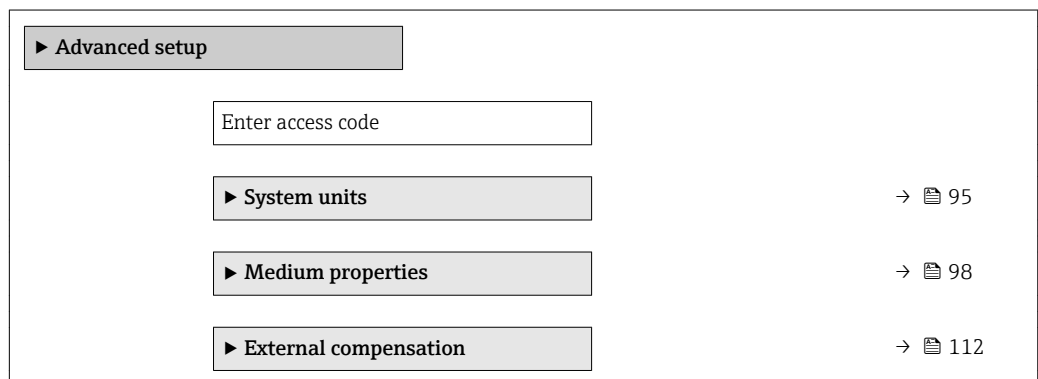 ► Advanced setup
Enter access code
► System units → 95
► Medium properties → 98
► External compensation → 112